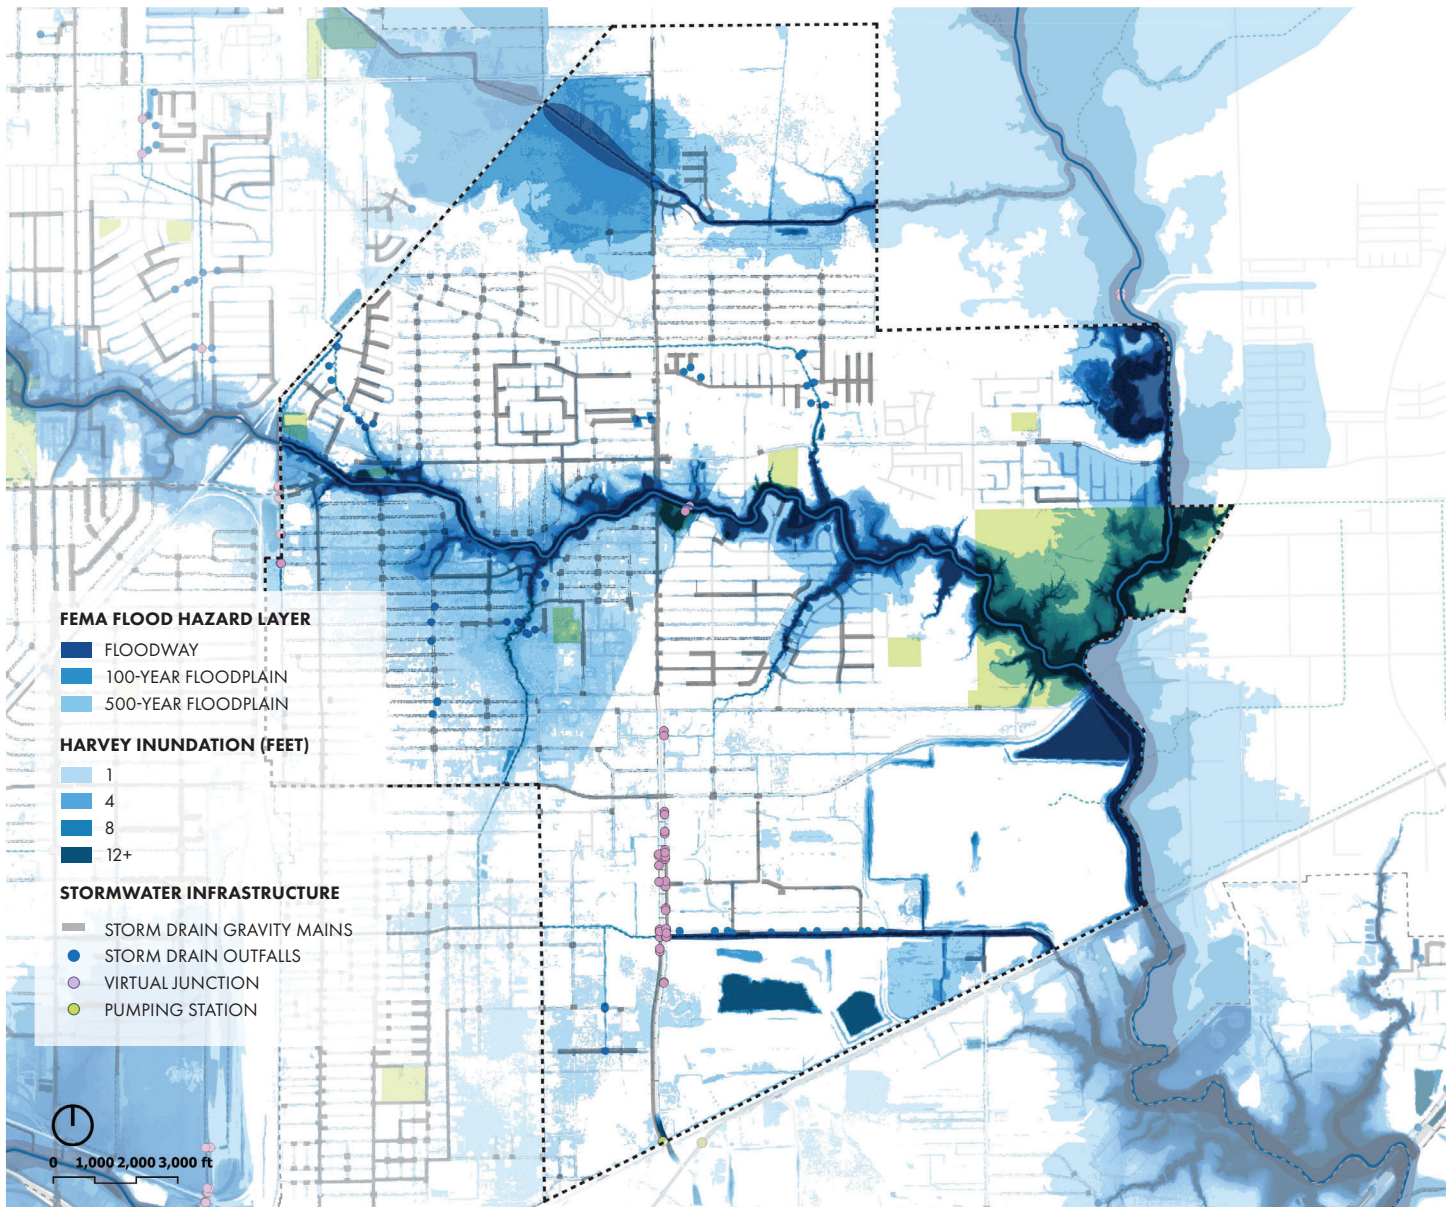 FEMA FLOOD HAZARD LAYER
FLOODWAY
100-YEAR FLOODPLAIN
500-YEAR FLOODPLAIN
HARVEY INUNDATION (FEET)
1
4
8
12+
STORMWATER INFRASTRUCTURE
STORM DRAIN GRAVITY MAINS
STORM DRAIN OUTFALLS
VIRTUAL JUNCTION
PUMPING STATION
0 1,000 2,000 3,000 ft